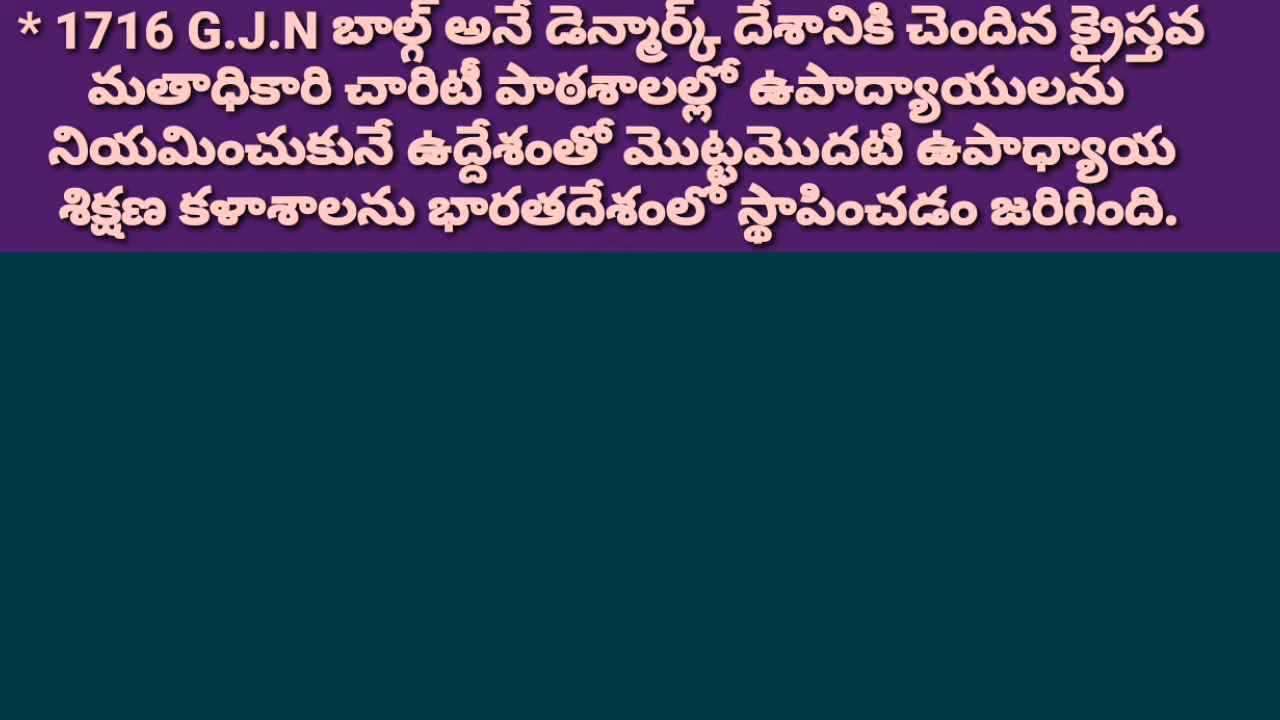 * 1716 G.J.N బాల్గ్ అనే డెన్మార్క్ దేశానికి చెందిన క్రైస్తవ
మతాధికారి చారిటీ పాఠశాలల్లో ఉపాద్యాయులను
నియమించుకునే ఉద్దేశంతో మొట్టమొదటి ఉపాధ్యాయ
శిక్షణ కళాశాలను భారతదేశంలో స్థాపించడం జరిగింది.